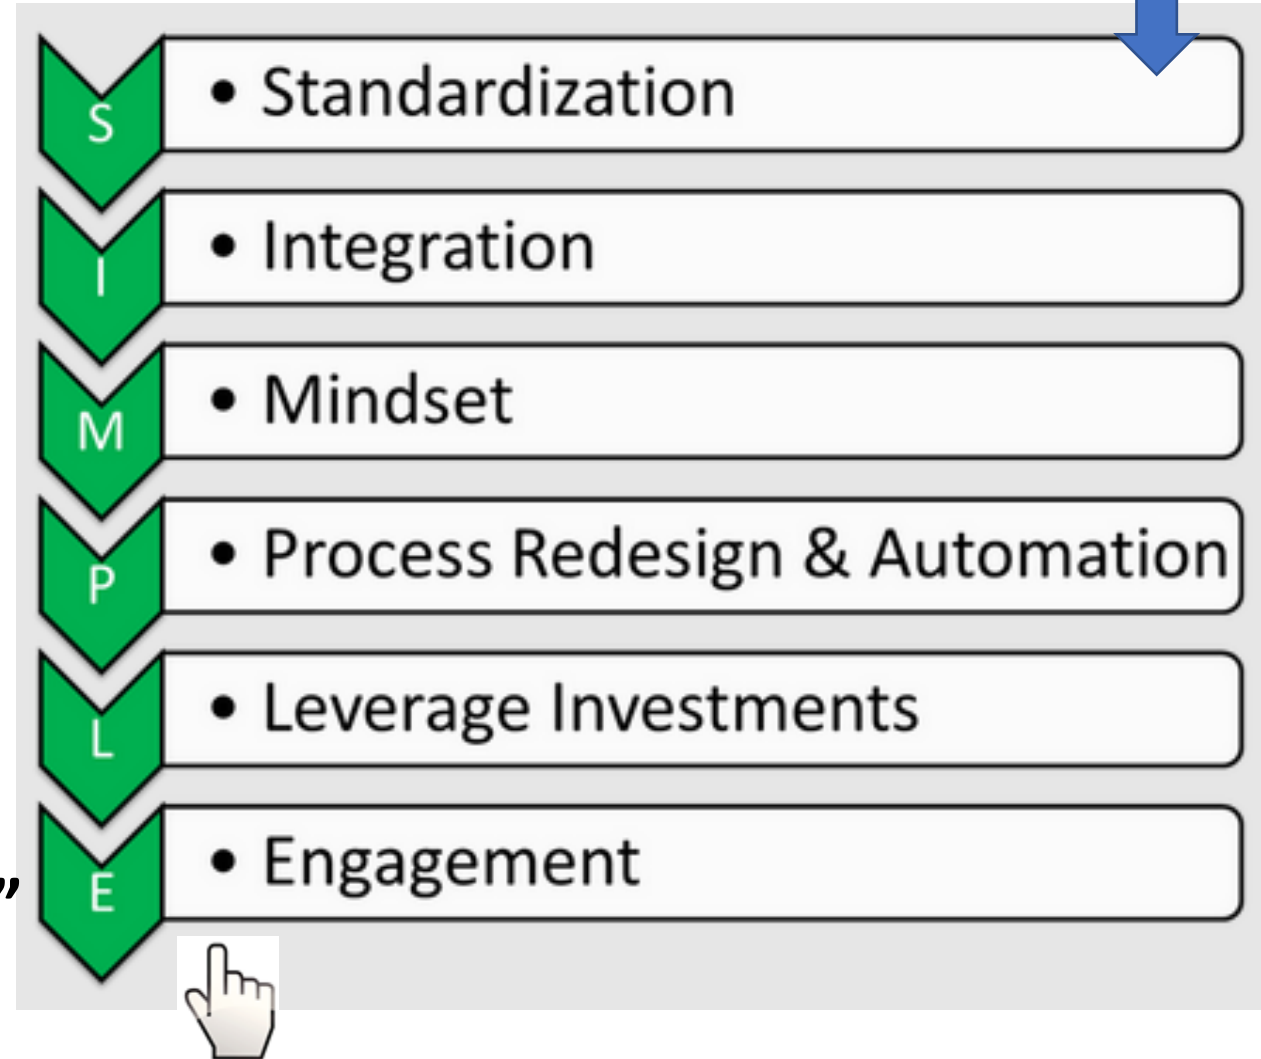 S
• Standardization
I
• Integration
M
• Mindset
P
• Process Redesign & Automation
L
• Leverage Investments
E
• Engagement
”